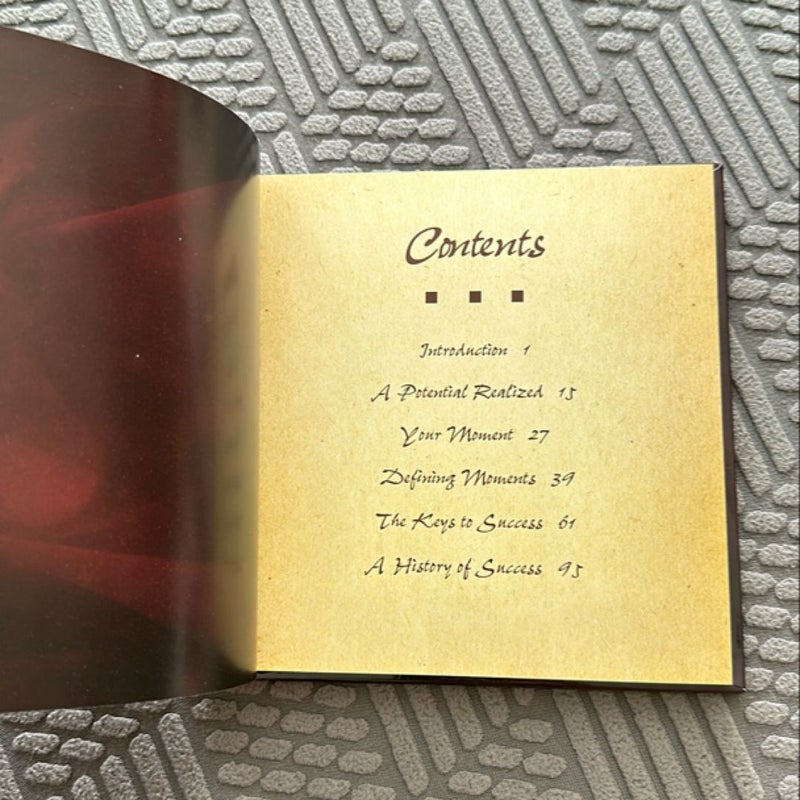 Contents
Introduction 1
A Potential Realized 15
Your Moment 27
Defining Moments 39
The Keys to Success 61
A History of Success 95